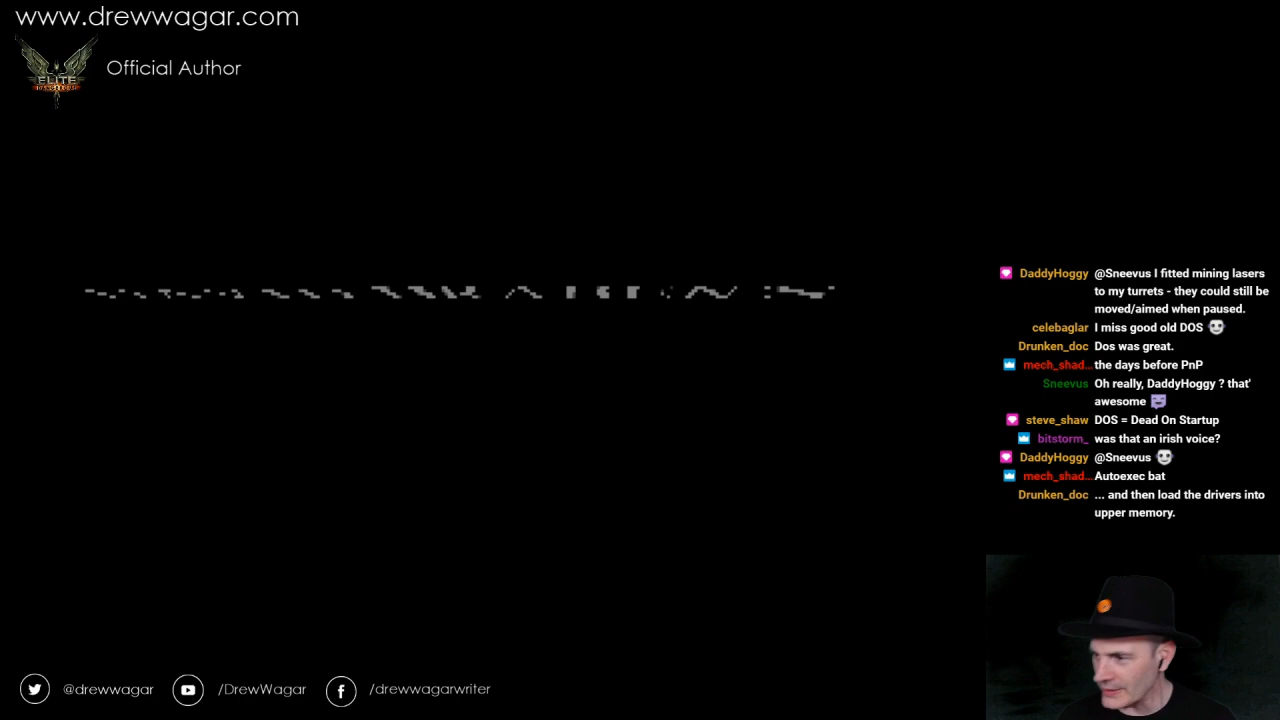 www.drewwagar.com
ELITE
DANGEROUS
Official Author
DaddyHoggy @Sneevus I fitted mining lasers
to my turrets - they could still be
moved/aimed when paused.
celebaglar I miss good old DOS
Drunken_doc Dos was great.
mech_shad... the days before PnP
Sneevus Oh really, DaddyHoggy ? that'
awesome
steve_shaw DOS = Dead On Startup
bitstorm_ was that an irish voice?
DaddyHoggy @Sneevus
mech_shad... Autoexec bat
Drunken_doc ... and then load the drivers into
upper memory.
@drewwagar /DrewWagar /drewwagarwriter